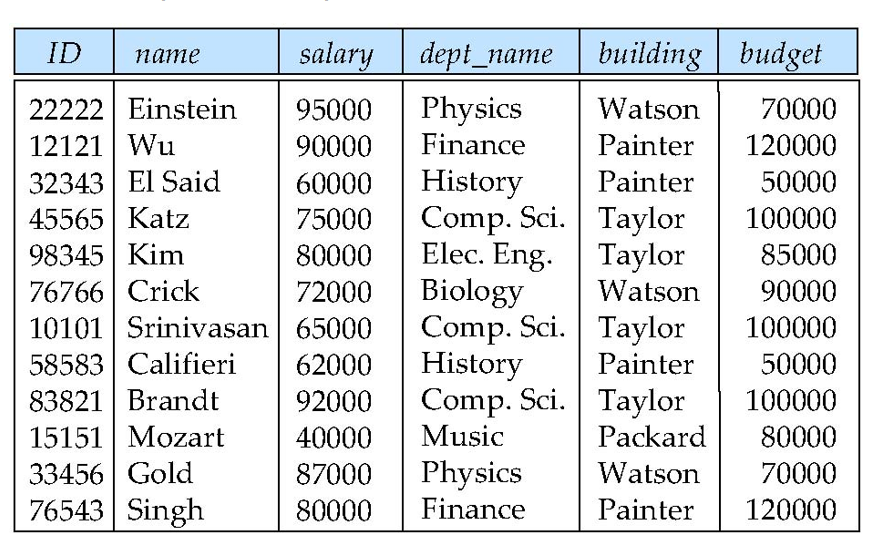 ID name salary dept_name building budget
22222 Einstein 95000 Physics Watson 70000
12121 Wu 90000 Finance Painter 120000
32343 El Said 60000 History Painter 50000
45565 Katz 75000 Comp. Sci. Taylor 100000
98345 Kim 80000 Elec. Eng. Taylor 85000
76766 Crick 72000 Biology Watson 90000
10101 Srinivasan 65000 Comp. Sci. Taylor 100000
58583 Califieri 62000 History Painter 50000
83821 Brandt 92000 Comp. Sci. Taylor 100000
15151 Mozart 40000 Music Packard 80000
33456 Gold 87000 Physics Watson 70000
76543 Singh 80000 Finance Painter 120000